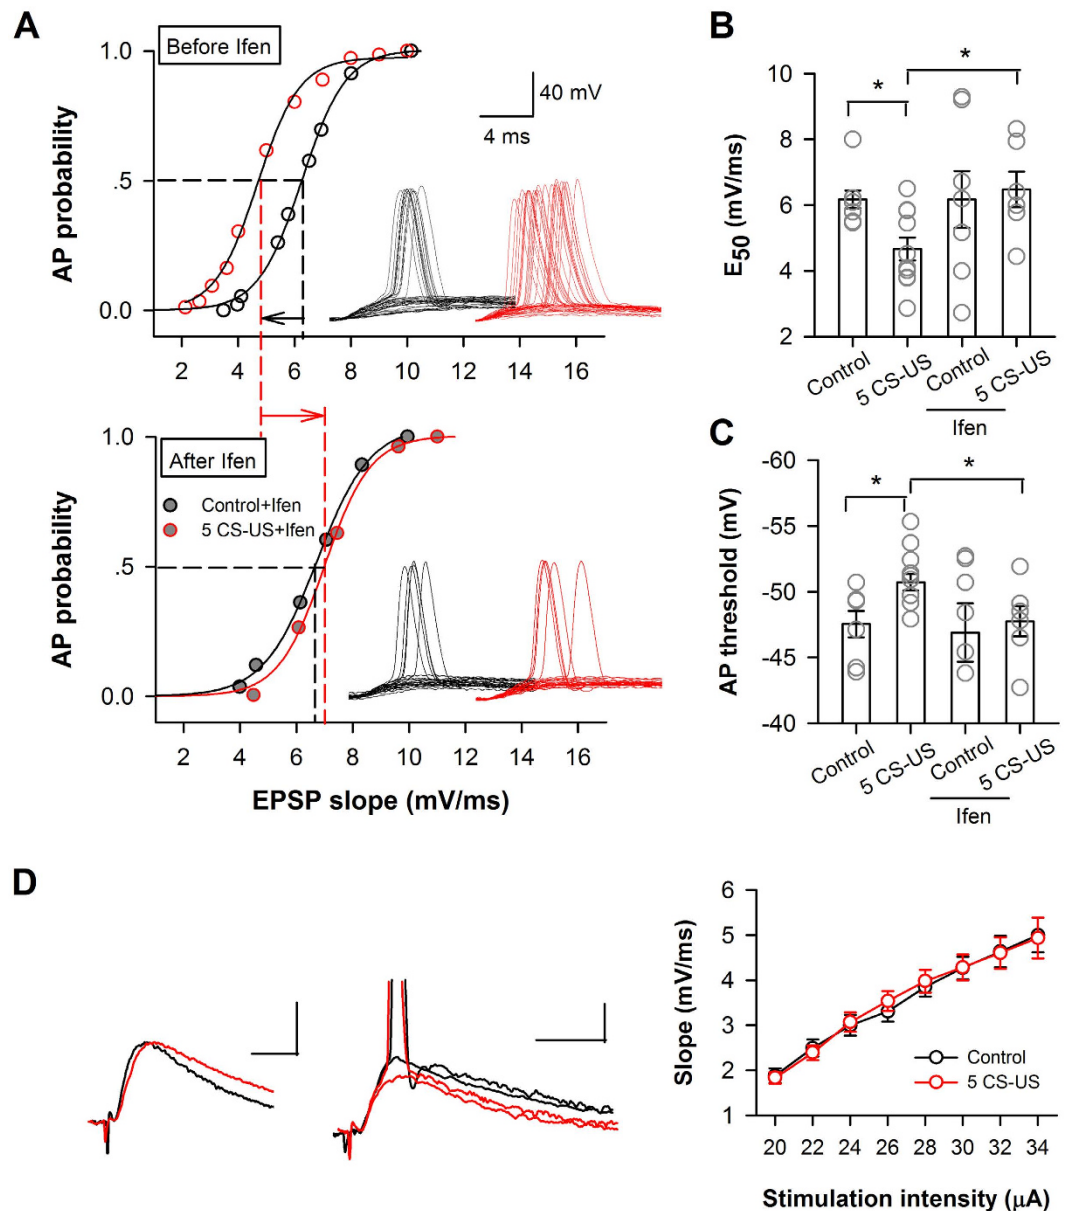 A
Before Ifen
1.0
.5
0.0
AP probability
40 mV
4 ms
2 4 6 8 10 12 14 16
After Ifen
1.0
.5
0.0
AP probability
Control+Ifen
5 CS-US+Ifen
2 4 6 8 10 12 14 16
EPSP slope (mV/ms)
B
E50 (mV/ms)
10
8
6
4
2
*
*
Control
5 CS-US
Control
5 CS-US
Ifen
C
AP threshold (mV)
-60
-55
-50
-45
-40
*
*
Control
5 CS-US
Control
5 CS-US
Ifen
D
Slope (mV/ms)
6
5
4
3
2
1
Control
5 CS-US
20 22 24 26 28 30 32 34
Stimulation intensity (µA)